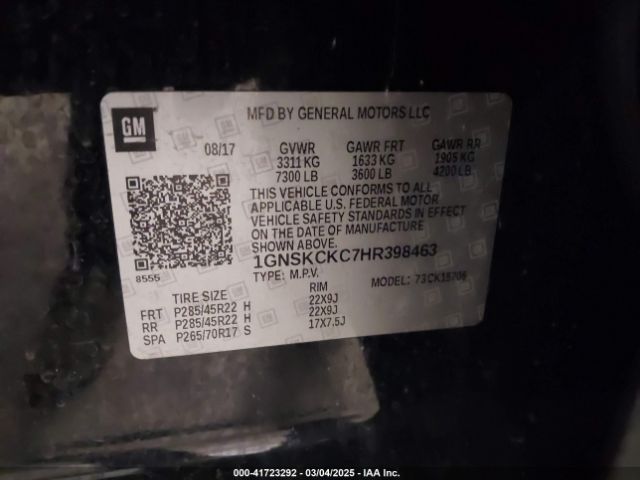 MFD BY GENERAL MOTORS LLC
GM
08/17 GVWR GAWR FRT GAWR RR
3311 KG 1633 KG 1905 KG
7300 LB 3600 LB 4200 LB
THIS VEHICLE CONFORMS TO ALL
APPLICABLE U.S. FEDERAL MOTOR
VEHICLE SAFETY STANDARDS IN EFFECT
ON THE DATE OF MANUFACTURE
SHOWN ABOVE.
1GNSKCKC7HR398463
8555
TYPE: M.P.V. MODEL: 73 CK15706
TIRE SIZE RIM
FRT P285/45R22 H 22X9J
RR P285/45R22 H 22X9J
SPA P265/70R17 S 17X7.5J
000-41723292 — 03/04/2025 — IAA Inc.